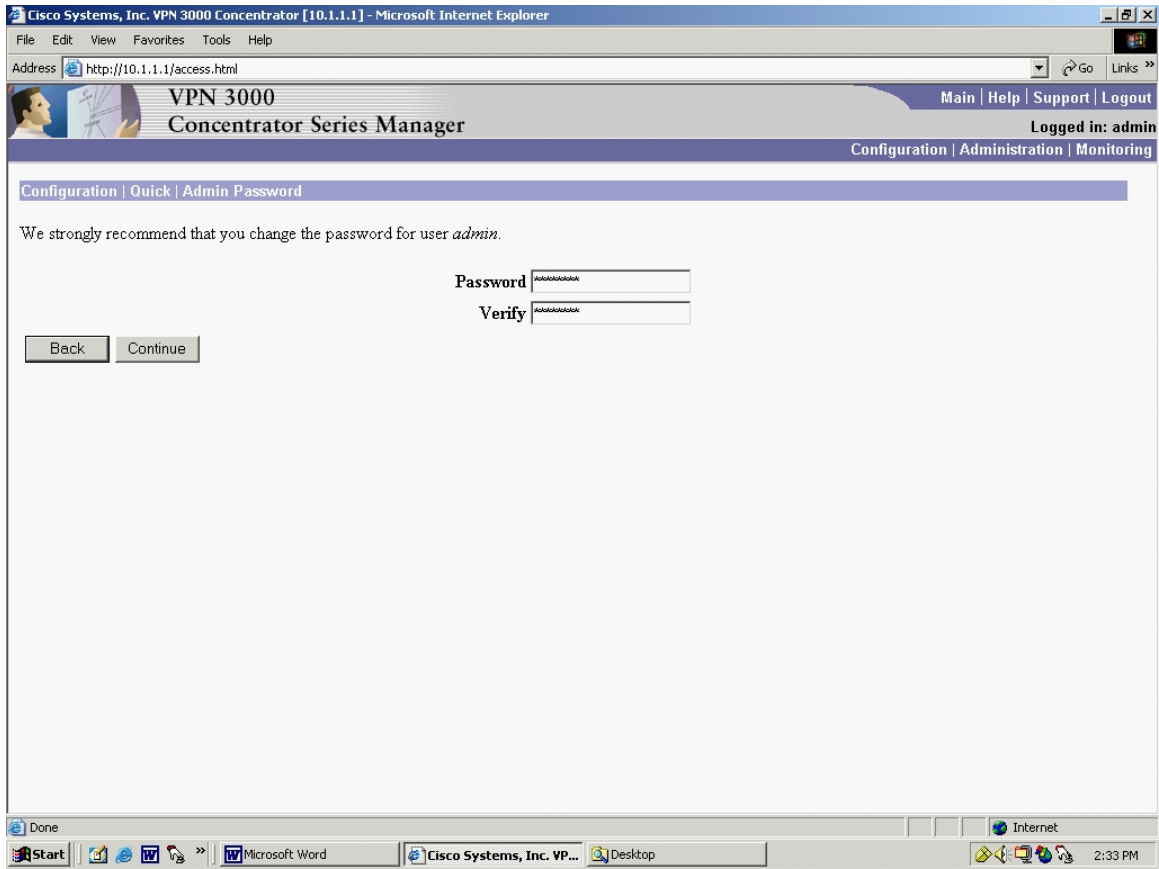 Cisco Systems, Inc. VPN 3000 Concentrator [10.1.1.1] - Microsoft Internet Explorer
File Edit View Favorites Tools Help
Address http://10.1.1.1/access.html Go Links »
VPN 3000
Concentrator Series Manager
Main | Help | Support | Logout
Logged in: admin
Configuration | Administration | Monitoring
Configuration | Quick | Admin Password
We strongly recommend that you change the password for user admin.
Password *********
Verify *********
Back Continue
Done Internet
Start » Microsoft Word Cisco Systems, Inc. VP... Desktop 2:33 PM